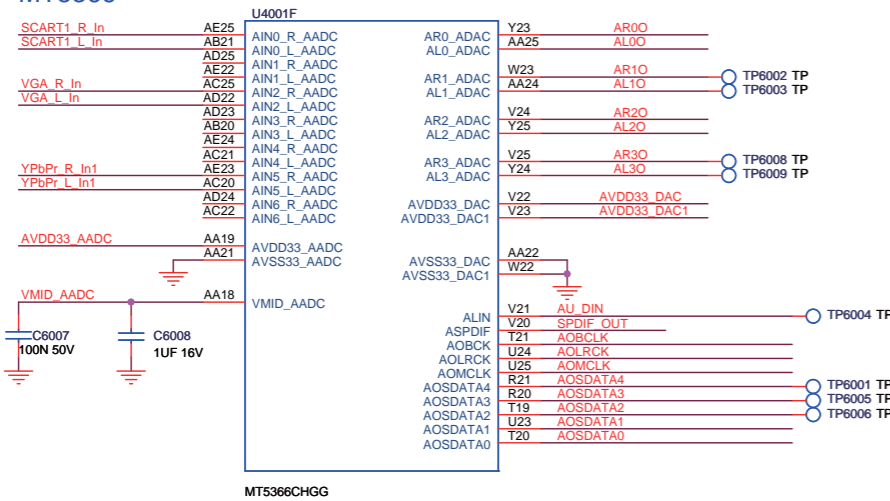 U4001F
SCART1_R_In AE25 AIN0_R_AADC AR0_ADAC Y23 AR0O
SCART1_L_In AB21 AIN0_L_AADC AL0_ADAC AA25 AL0O
AD25 AIN1_R_AADC
AE22 AIN1_L_AADC AR1_ADAC W23 AR1O TP6002 TP
VGA_R_In AC25 AIN2_R_AADC AL1_ADAC AA24 AL1O TP6003 TP
VGA_L_In AD22 AIN2_L_AADC
AD23 AIN3_R_AADC AR2_ADAC V24 AR2O
AB20 AIN3_L_AADC AL2_ADAC Y25 AL2O
AE24 AIN4_R_AADC
AC21 AIN4_L_AADC AR3_ADAC V25 AR3O TP6008 TP
YPbPr_R_In1 AE23 AIN5_R_AADC AL3_ADAC Y24 AL3O TP6009 TP
YPbPr_L_In1 AC20 AIN5_L_AADC
AD24 AIN6_R_AADC AVDD33_DAC V22 AVDD33_DAC
AC22 AIN6_L_AADC AVDD33_DAC1 V23 AVDD33_DAC1
AVDD33_AADC AA19 AVDD33_AADC AVSS33_DAC AA22
AA21 AVSS33_AADC AVSS33_DAC1 W22
VMID_AADC AA18 VMID_AADC
ALIN V21 AU_DIN TP6004 TP
ASPDIF V20 SPDIF_OUT
C6007 C6008 AOBCK T21 AOBCLK
100N 50V 1UF 16V AOLRCK U24 AOLRCK
AOMCLK U25 AOMCLK
AOSDATA4 R21 AOSDATA4 TP6001 TP
AOSDATA3 R20 AOSDATA3 TP6005 TP
AOSDATA2 T19 AOSDATA2 TP6006 TP
AOSDATA1 U23 AOSDATA1
AOSDATA0 T20 AOSDATA0
MT5366CHGG